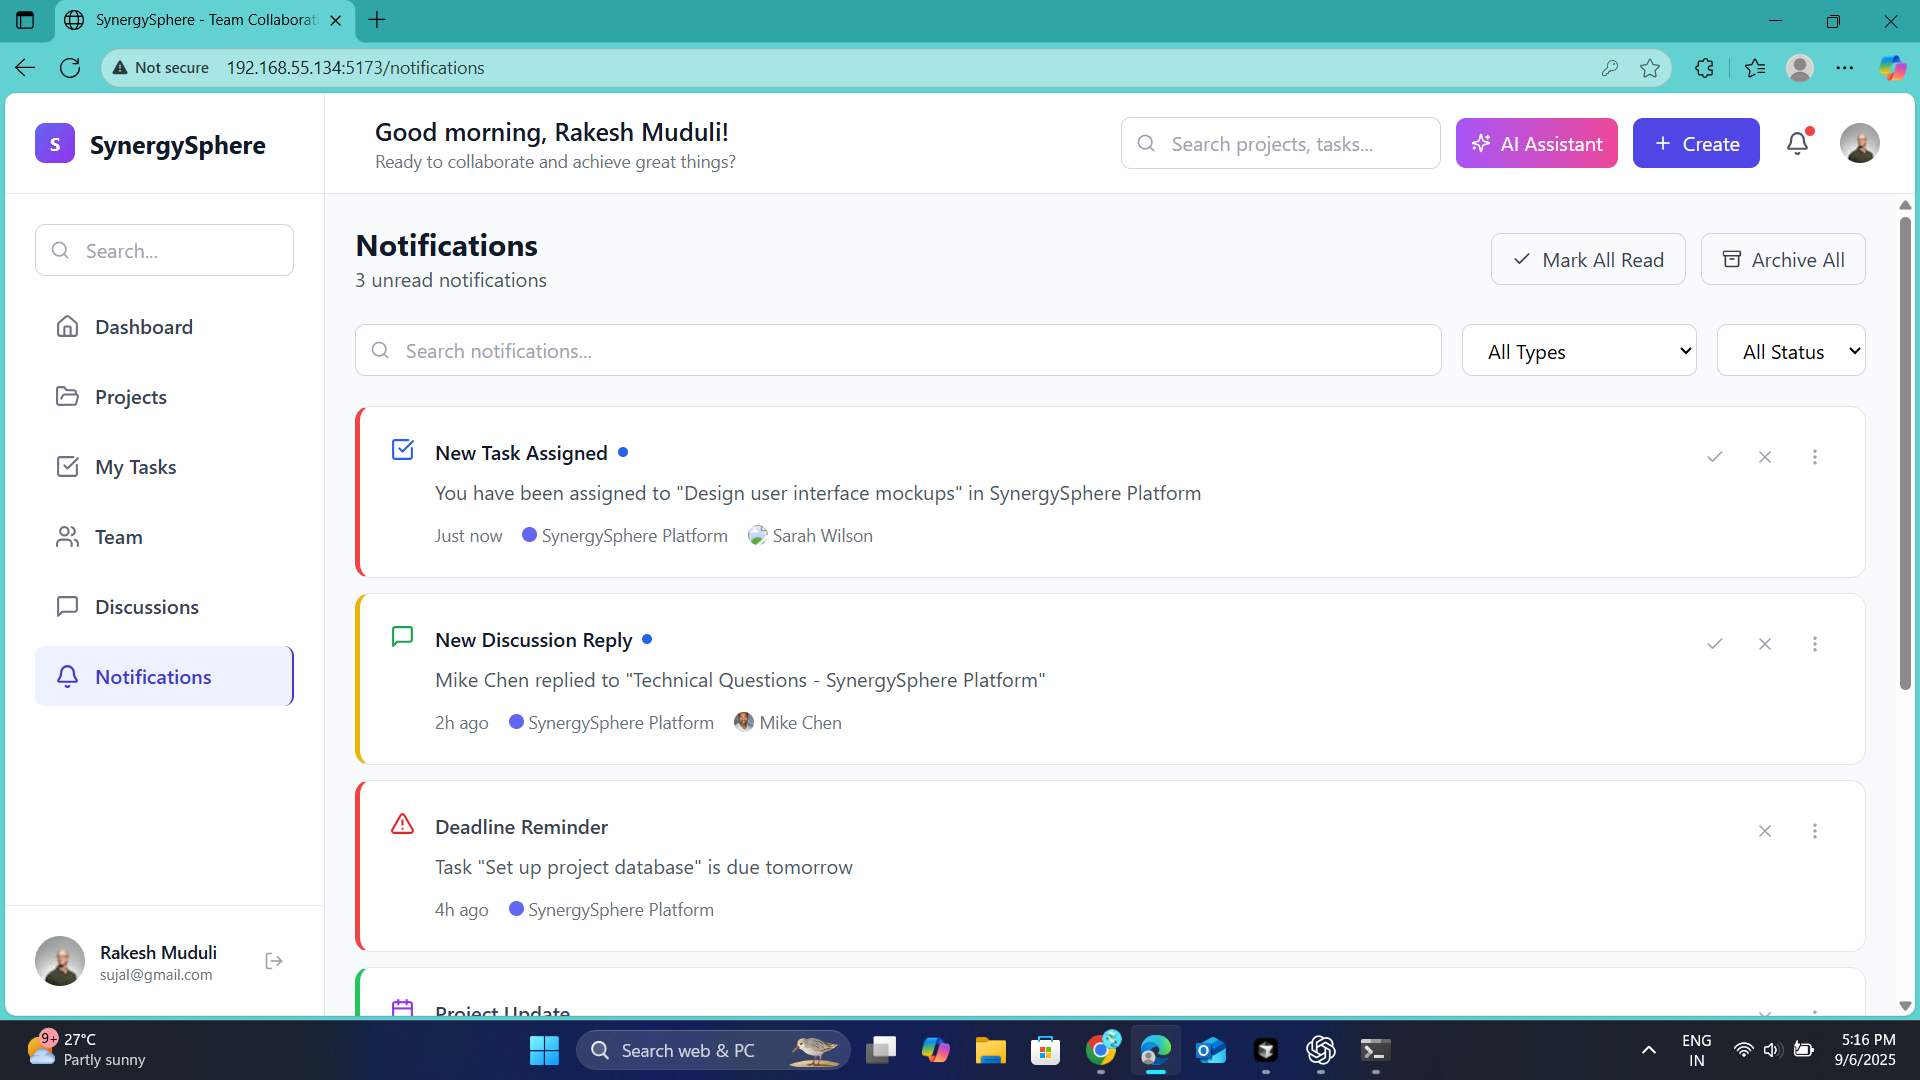 SynergySphere - Team Collaborati
Not secure
192.168.55.134:5173/notifications
S
SynergySphere
Good morning, Rakesh Muduli!
Ready to collaborate and achieve great things?
Search projects, tasks...
AI Assistant
Create
Search...
Dashboard
Projects
My Tasks
Team
Discussions
Notifications
Rakesh Muduli
sujal@gmail.com
Notifications
3 unread notifications
Mark All Read
Archive All
Search notifications...
All Types
All Status
New Task Assigned
You have been assigned to "Design user interface mockups" in SynergySphere Platform
Just now SynergySphere Platform Sarah Wilson
New Discussion Reply
Mike Chen replied to "Technical Questions - SynergySphere Platform"
2h ago SynergySphere Platform Mike Chen
Deadline Reminder
Task "Set up project database" is due tomorrow
4h ago SynergySphere Platform
Project Update
9+
27°C
Partly sunny
Search web & PC
ENG
IN
5:16 PM
9/6/2025